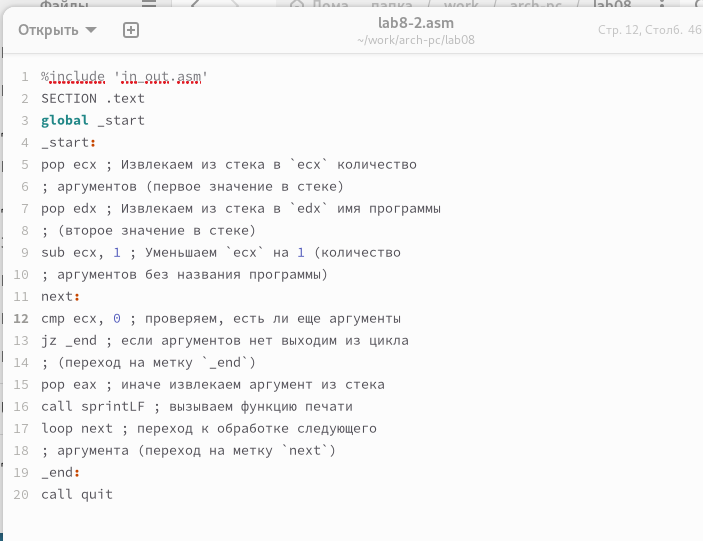 Файлы
Дома / папка / work / arch-pc / lab08
Открыть
lab8-2.asm
~/work/arch-pc/lab08
Стр. 12, Столб. 46
1 %include 'in_out.asm'
2 SECTION .text
3 global _start
4 _start:
5 pop ecx ; Извлекаем из стека в `ecx` количество
6 ; аргументов (первое значение в стеке)
7 pop edx ; Извлекаем из стека в `edx` имя программы
8 ; (второе значение в стеке)
9 sub ecx, 1 ; Уменьшаем `ecx` на 1 (количество
10 ; аргументов без названия программы)
11 next:
12 cmp ecx, 0 ; проверяем, есть ли еще аргументы
13 jz _end ; если аргументов нет выходим из цикла
14 ; (переход на метку `_end`)
15 pop eax ; иначе извлекаем аргумент из стека
16 call sprintLF ; вызываем функцию печати
17 loop next ; переход к обработке следующего
18 ; аргумента (переход на метку `next`)
19 _end:
20 call quit